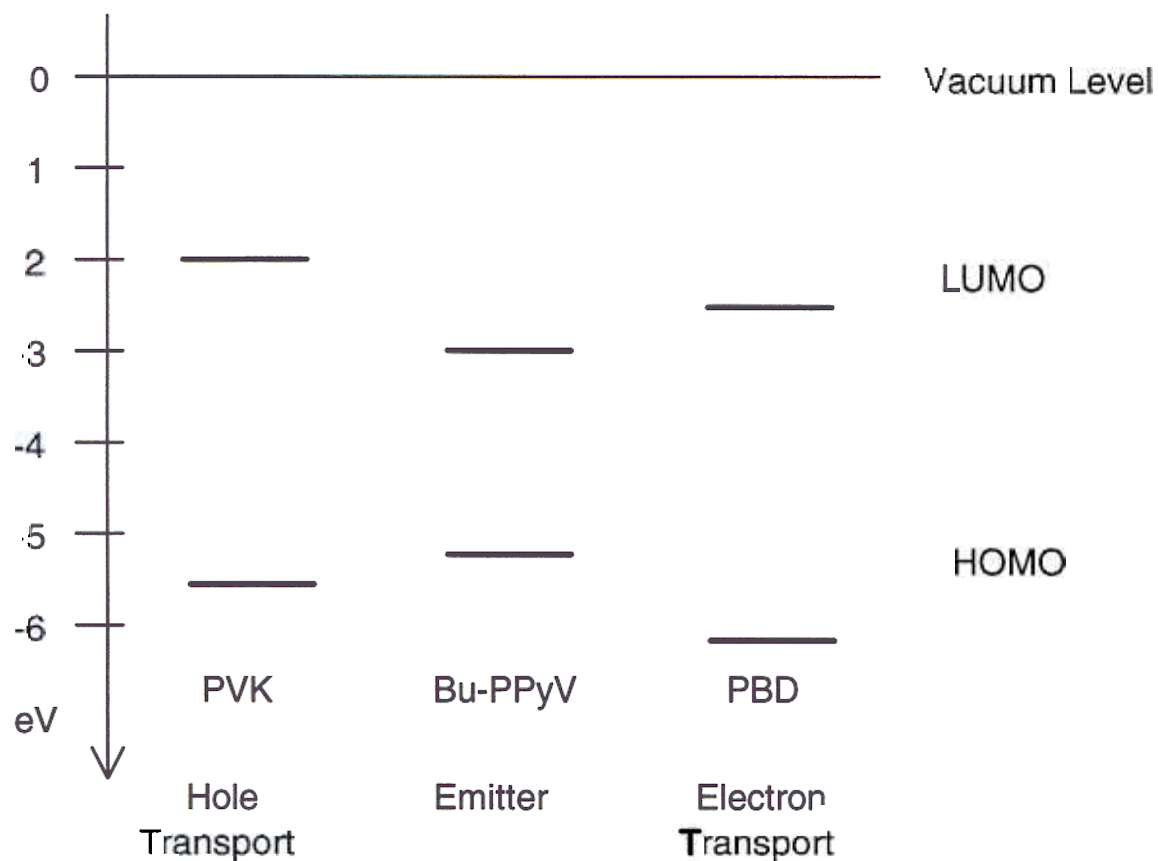 0
Vacuum Level
1
2
LUMO
-3
-4
-5
HOMO
-6
PVK
Bu-PPyV
PBD
eV
Hole
Emitter
Electron
Transport
Transport